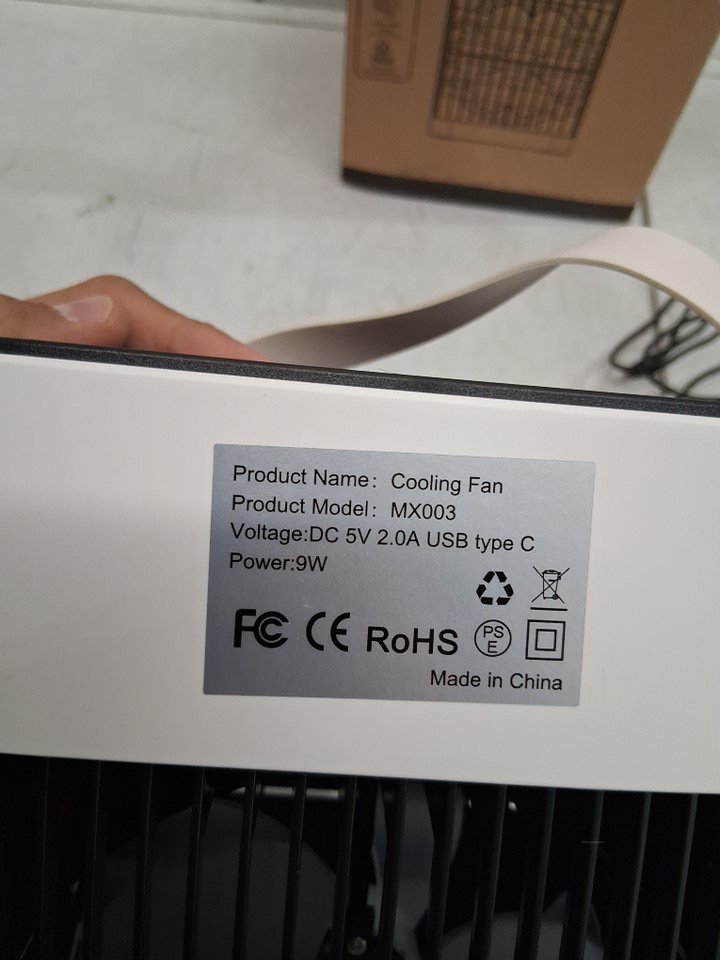 Product Name: Cooling Fan
Product Model: MX003
Voltage:DC 5V 2.0A USB type C
Power:9W
FC CE RoHS PSE
Made in China